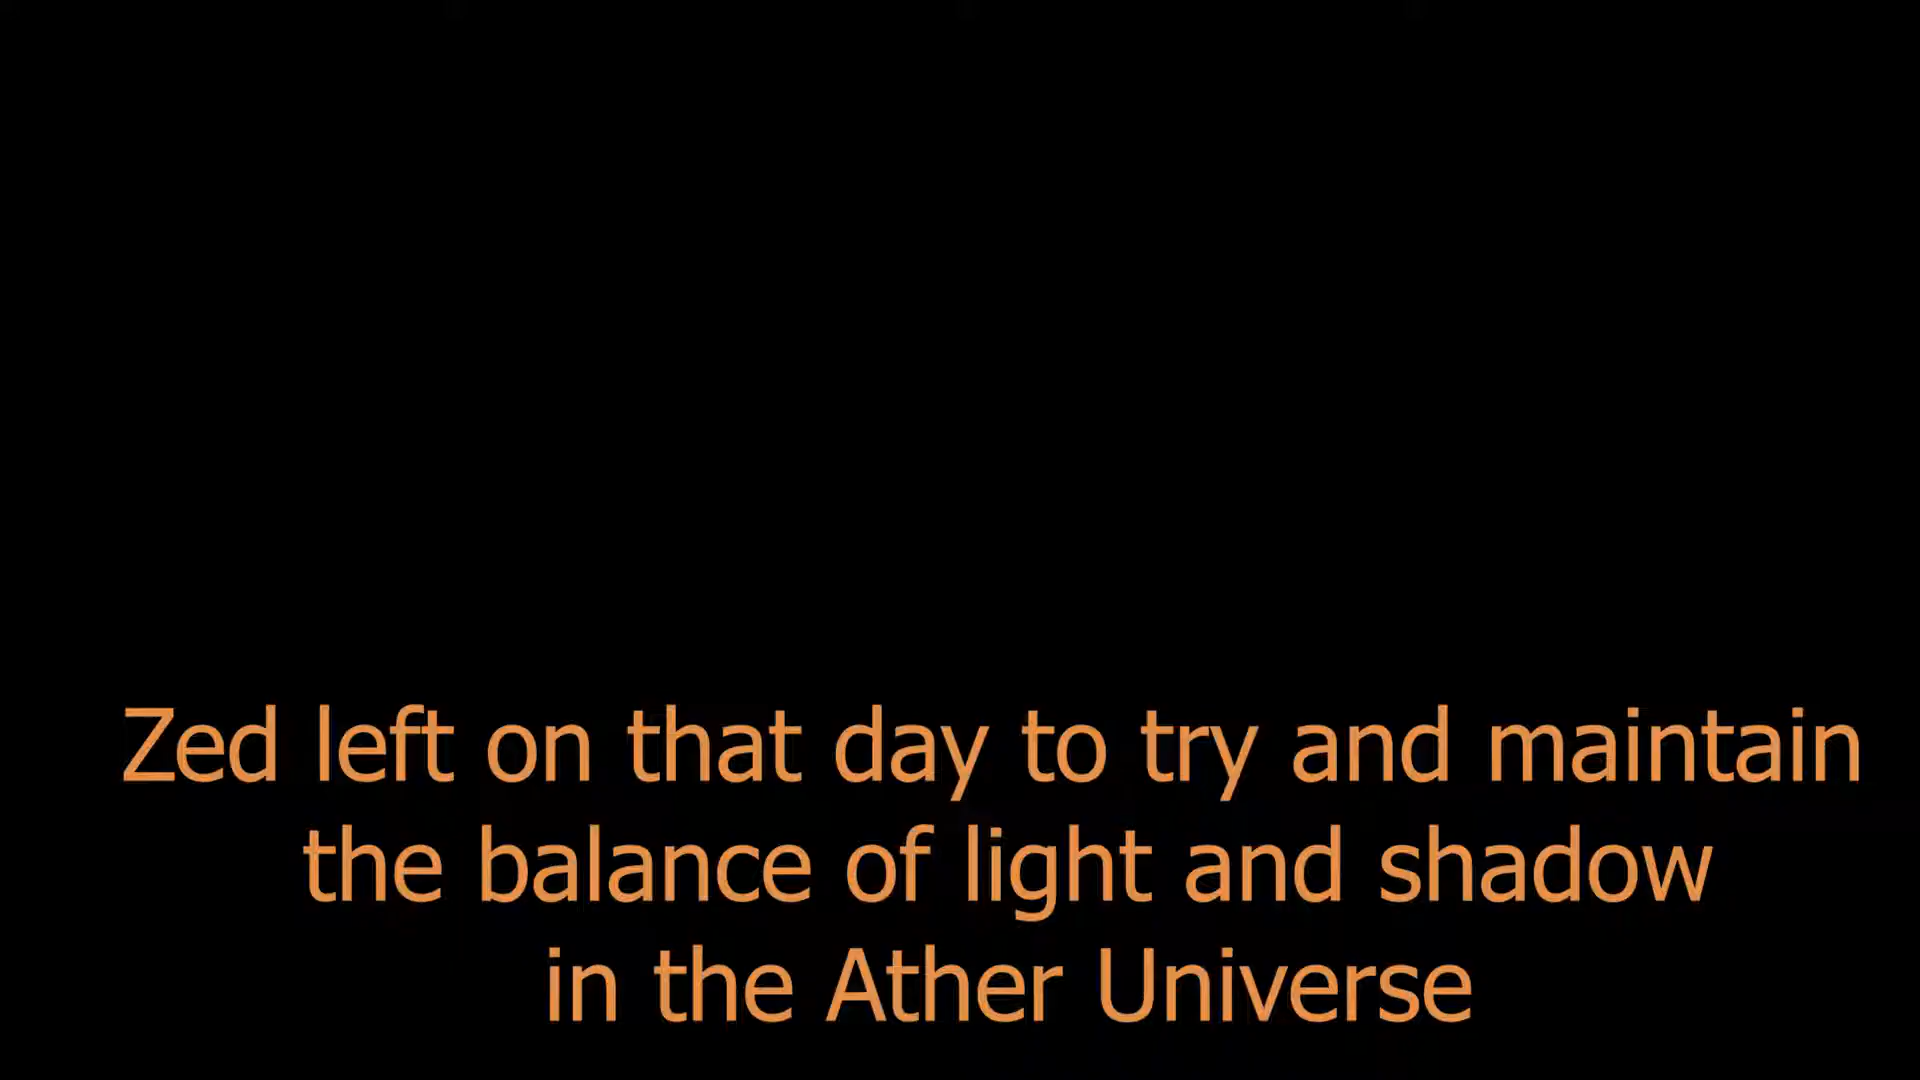 Zed left on that day to try and maintain
the balance of light and shadow
in the Ather Universe